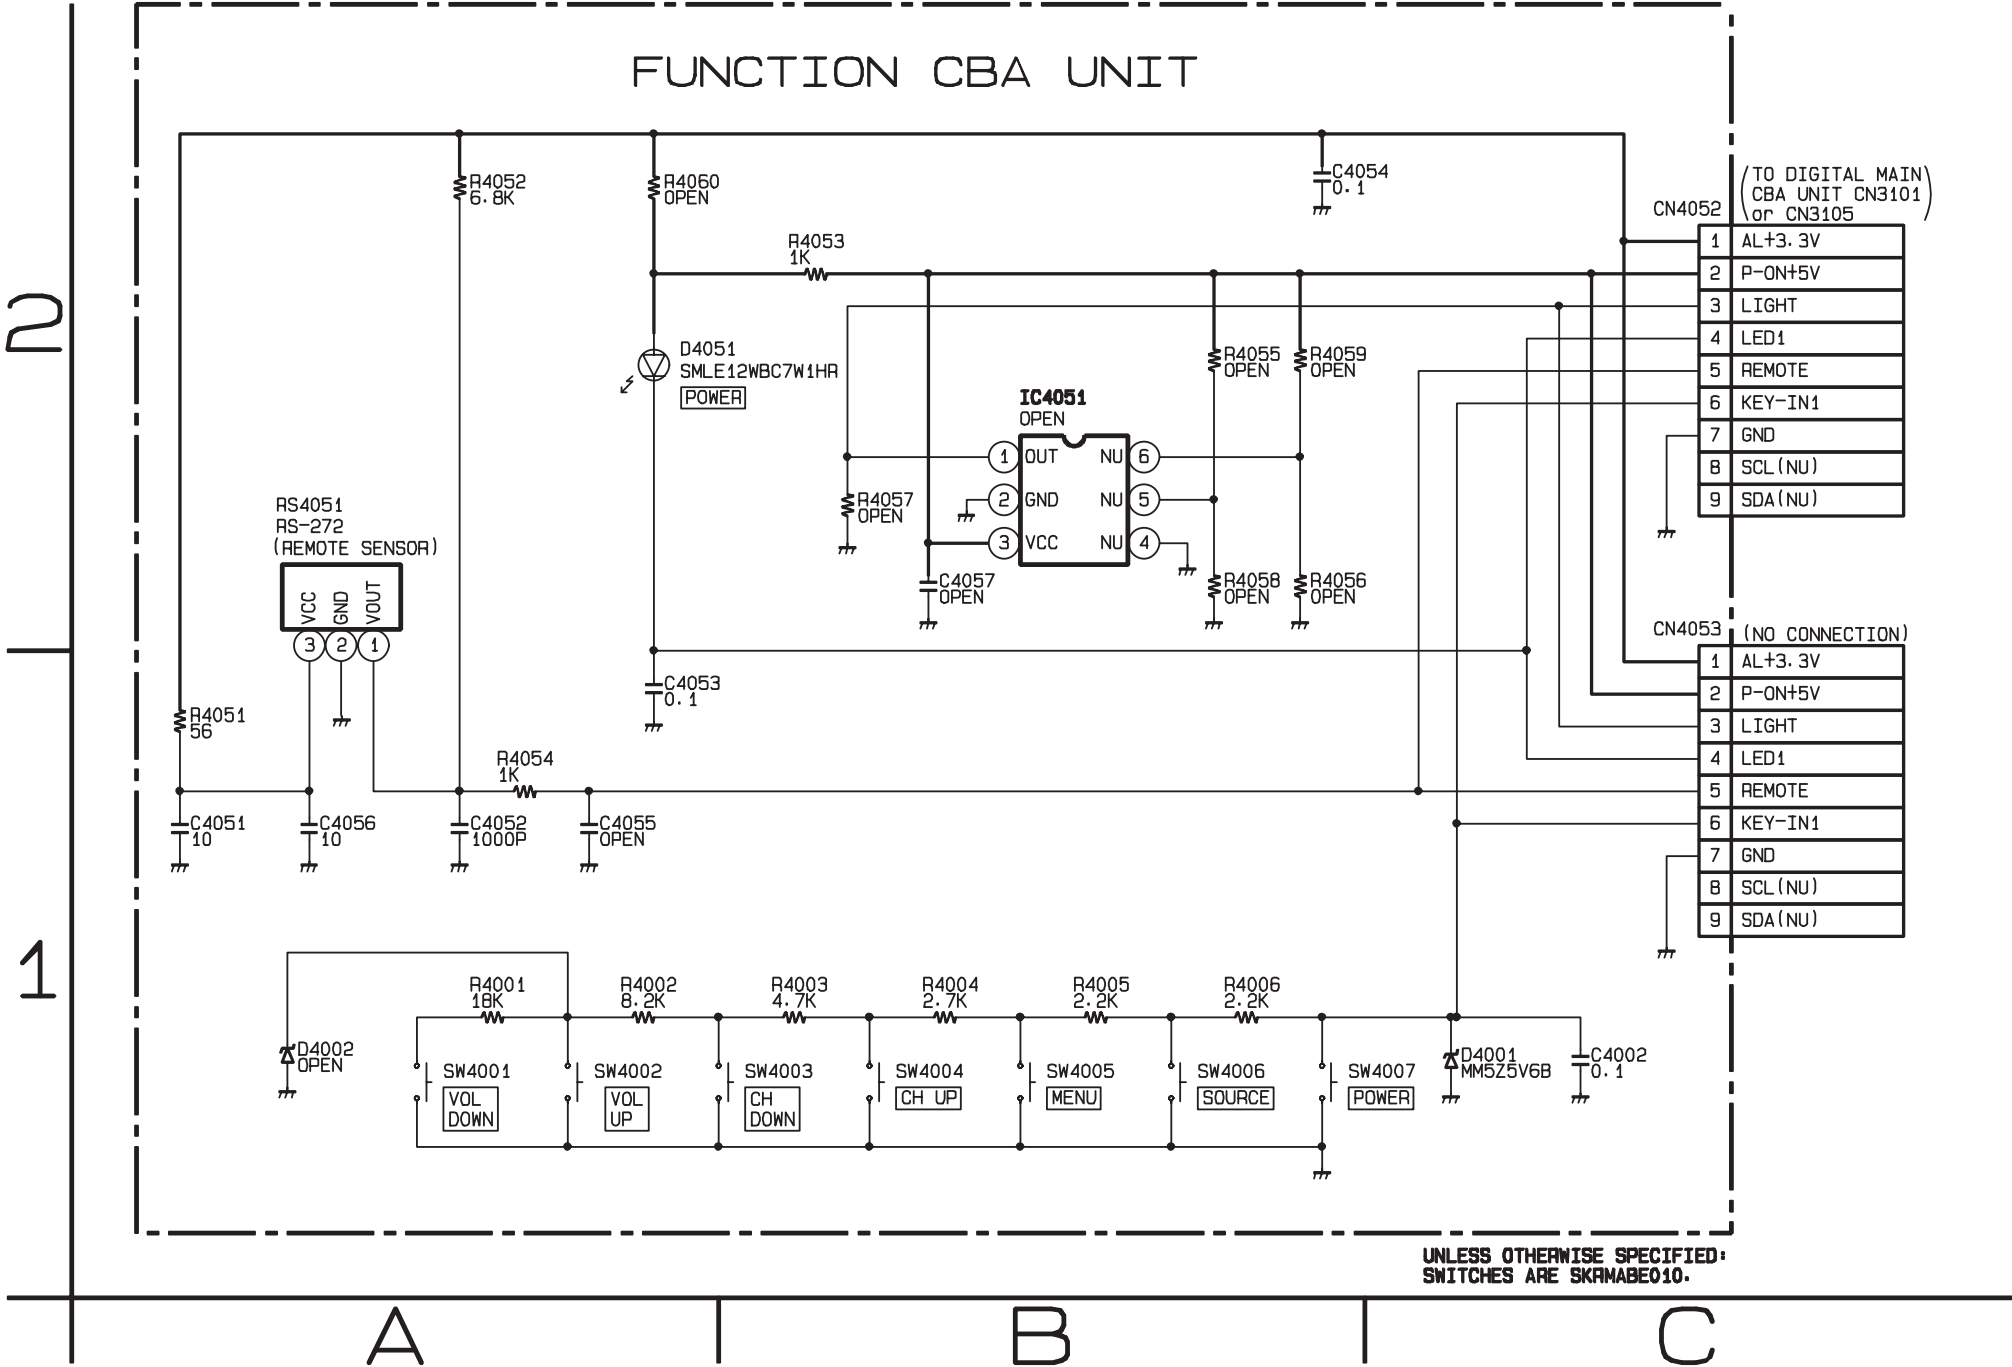 FUNCTION CBA UNIT
2
1
A
B
C
R4052
6.8K
R4060
OPEN
C4054
0.1
R4053
1K
D4051
SMLE12WBC7W1HR
POWER
R4055
OPEN
R4059
OPEN
IC4051
OPEN
1 OUT NU 6
2 GND NU 5
3 VCC NU 4
R4057
OPEN
C4057
OPEN
R4058
OPEN
R4056
OPEN
RS4051
RS-272
(REMOTE SENSOR)
VCC GND VOUT
3 2 1
R4051
56
C4053
0.1
R4054
1K
C4051
10
C4056
10
C4052
1000P
C4055
OPEN
(TO DIGITAL MAIN
CBA UNIT CN3101
or CN3105)
CN4052
1 AL+3.3V
2 P-ON+5V
3 LIGHT
4 LED1
5 REMOTE
6 KEY-IN1
7 GND
8 SCL(NU)
9 SDA(NU)
CN4053 (NO CONNECTION)
1 AL+3.3V
2 P-ON+5V
3 LIGHT
4 LED1
5 REMOTE
6 KEY-IN1
7 GND
8 SCL(NU)
9 SDA(NU)
R4001
18K
R4002
8.2K
R4003
4.7K
R4004
2.7K
R4005
2.2K
R4006
2.2K
D4002
OPEN
SW4001
VOL
DOWN
SW4002
VOL
UP
SW4003
CH
DOWN
SW4004
CH UP
SW4005
MENU
SW4006
SOURCE
SW4007
POWER
D4001
MM5Z5V6B
C4002
0.1
UNLESS OTHERWISE SPECIFIED:
SWITCHES ARE SKRMABE010.